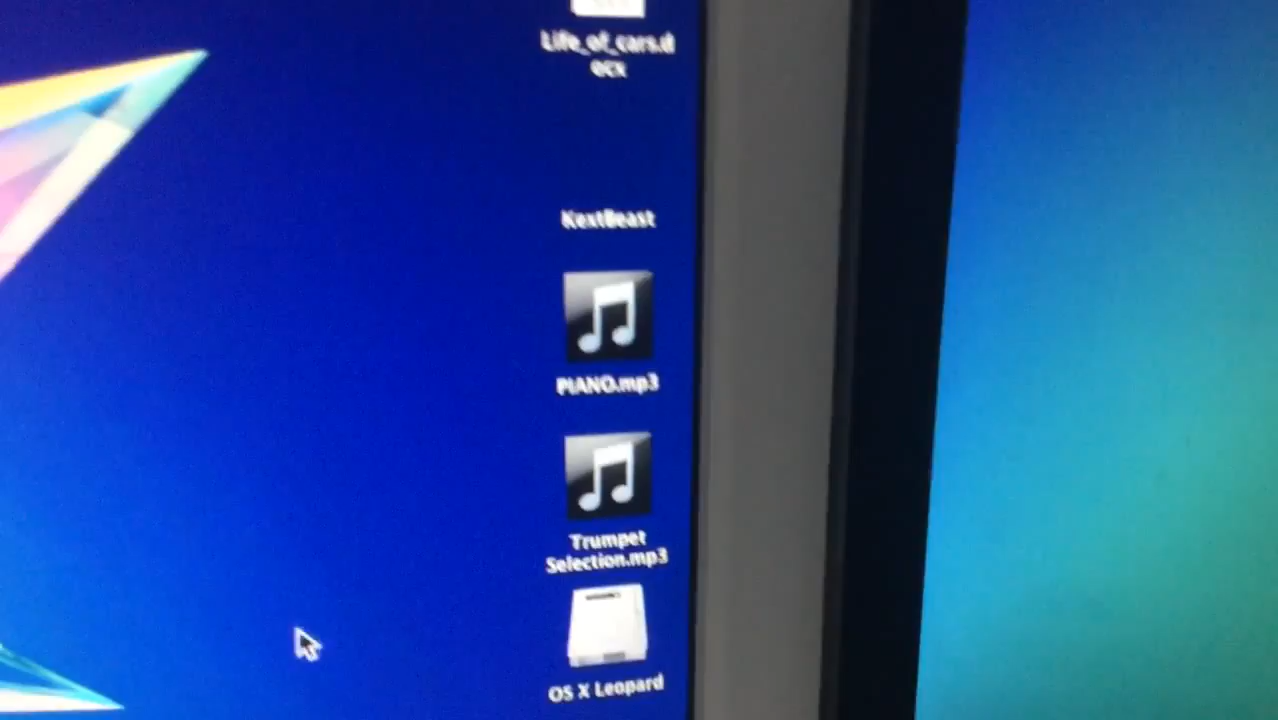 Life_of_cars.d
ocx
KextBeast
PIANO.mp3
Trumpet
Selection.mp3
OS X Leopard